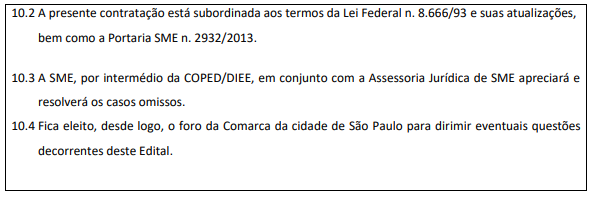 10.2 A presente contratação está subordinada aos termos da Lei Federal n. 8.666/93 e suas atualizações,
bem como a Portaria SME n. 2932/2013.
10.3 A SME, por intermédio da COPED/DIEE, em conjunto com a Assessoria Jurídica de SME apreciará e
resolverá os casos omissos.
10.4 Fica eleito, desde logo, o foro da Comarca da cidade de São Paulo para dirimir eventuais questões
decorrentes deste Edital.